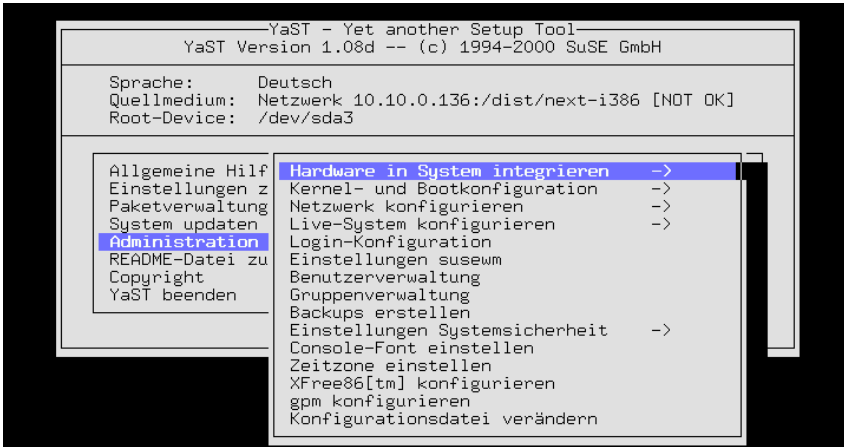 YaST - Yet another Setup Tool
YaST Version 1.08d -- (c) 1994-2000 SuSE GmbH
Sprache: Deutsch
Quellmedium: Netzwerk 10.10.0.136:/dist/next-i386 [NOT OK]
Root-Device: /dev/sda3
Allgemeine Hilf
Einstellungen z
Paketverwaltung
System updaten
Administration
README-Datei zu
Copyright
YaST beenden
Hardware in System integrieren ->
Kernel- und Bootkonfiguration ->
Netzwerk konfigurieren ->
Live-System konfigurieren ->
Login-Konfiguration
Einstellungen susewm
Benutzerverwaltung
Gruppenverwaltung
Backups erstellen
Einstellungen Systemsicherheit ->
Console-Font einstellen
Zeitzone einstellen
XFree86[tm] konfigurieren
gpm konfigurieren
Konfigurationsdatei verändern